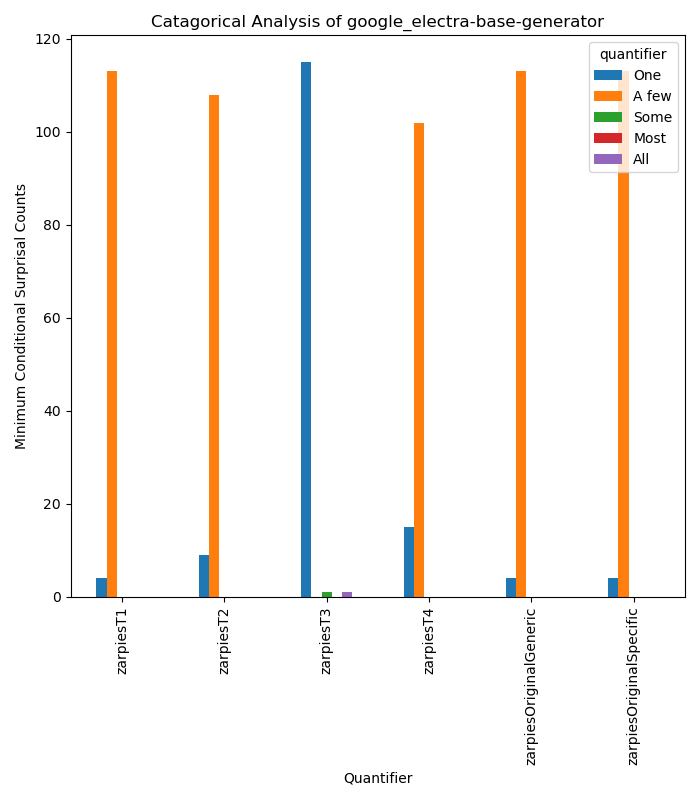 Catagorical Analysis of google_electra-base-generator
Minimum Conditional Surprisal Counts
120
100
80
60
40
20
0
quantifier
One
A few
Some
Most
All
zarpiesT1
zarpiesT2
zarpiesT3
zarpiesT4
zarpiesOriginalGeneric
zarpiesOriginalSpecific
Quantifier